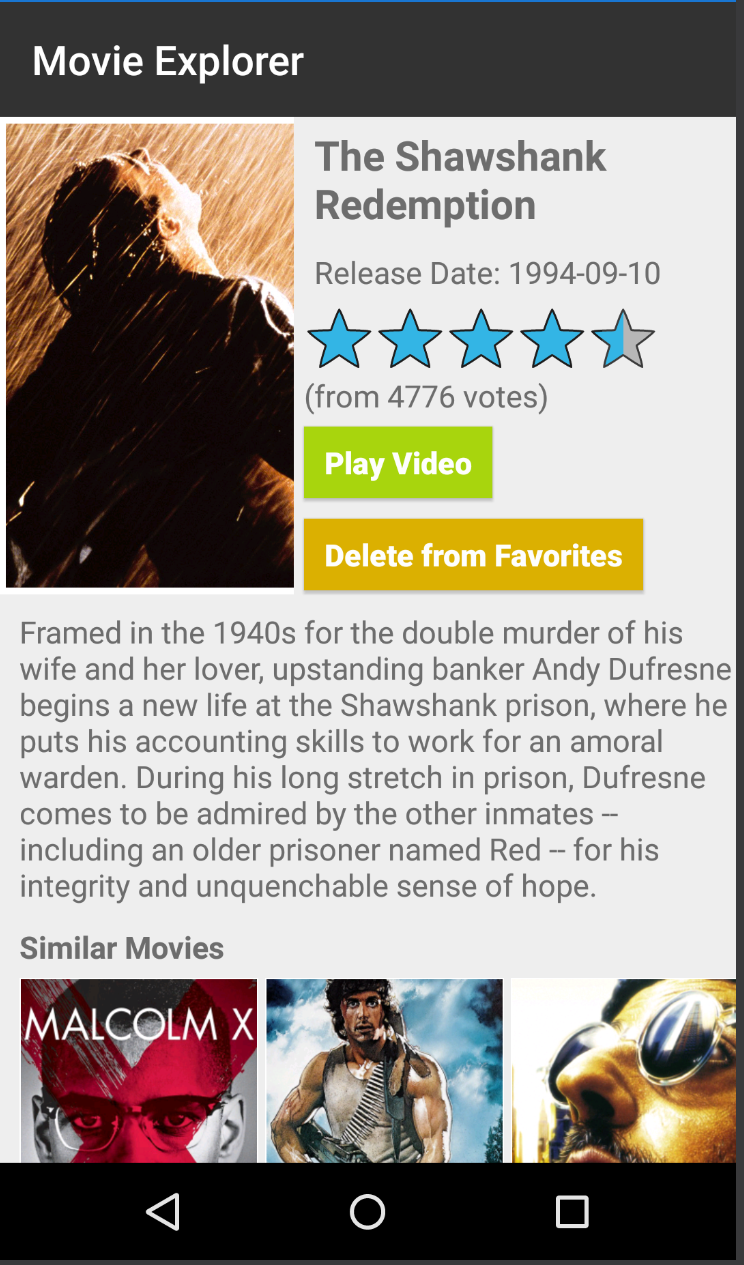 Movie Explorer
The Shawshank
Redemption
Release Date: 1994-09-10
(from 4776 votes)
Play Video
Delete from Favorites
Framed in the 1940s for the double murder of his
wife and her lover, upstanding banker Andy Dufresne
begins a new life at the Shawshank prison, where he
puts his accounting skills to work for an amoral
warden. During his long stretch in prison, Dufresne
comes to be admired by the other inmates --
including an older prisoner named Red -- for his
integrity and unquenchable sense of hope.
Similar Movies
MALCOLM X